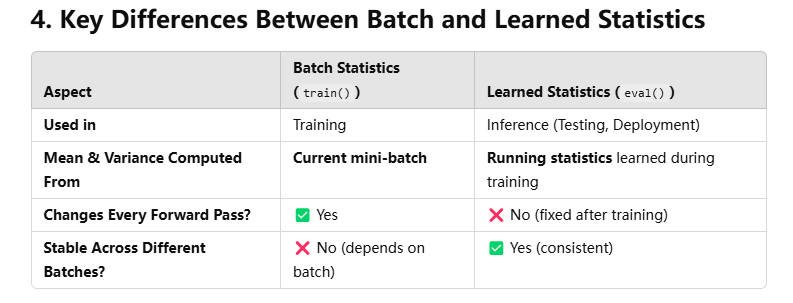 4. Key Differences Between Batch and Learned Statistics
Aspect
Batch Statistics
( train() )
Learned Statistics ( eval() )
Used in
Training
Inference (Testing, Deployment)
Mean & Variance Computed
From
Current mini-batch
Running statistics learned during
training
Changes Every Forward Pass?
✅ Yes
❌ No (fixed after training)
Stable Across Different
Batches?
❌ No (depends on
batch)
✅ Yes (consistent)